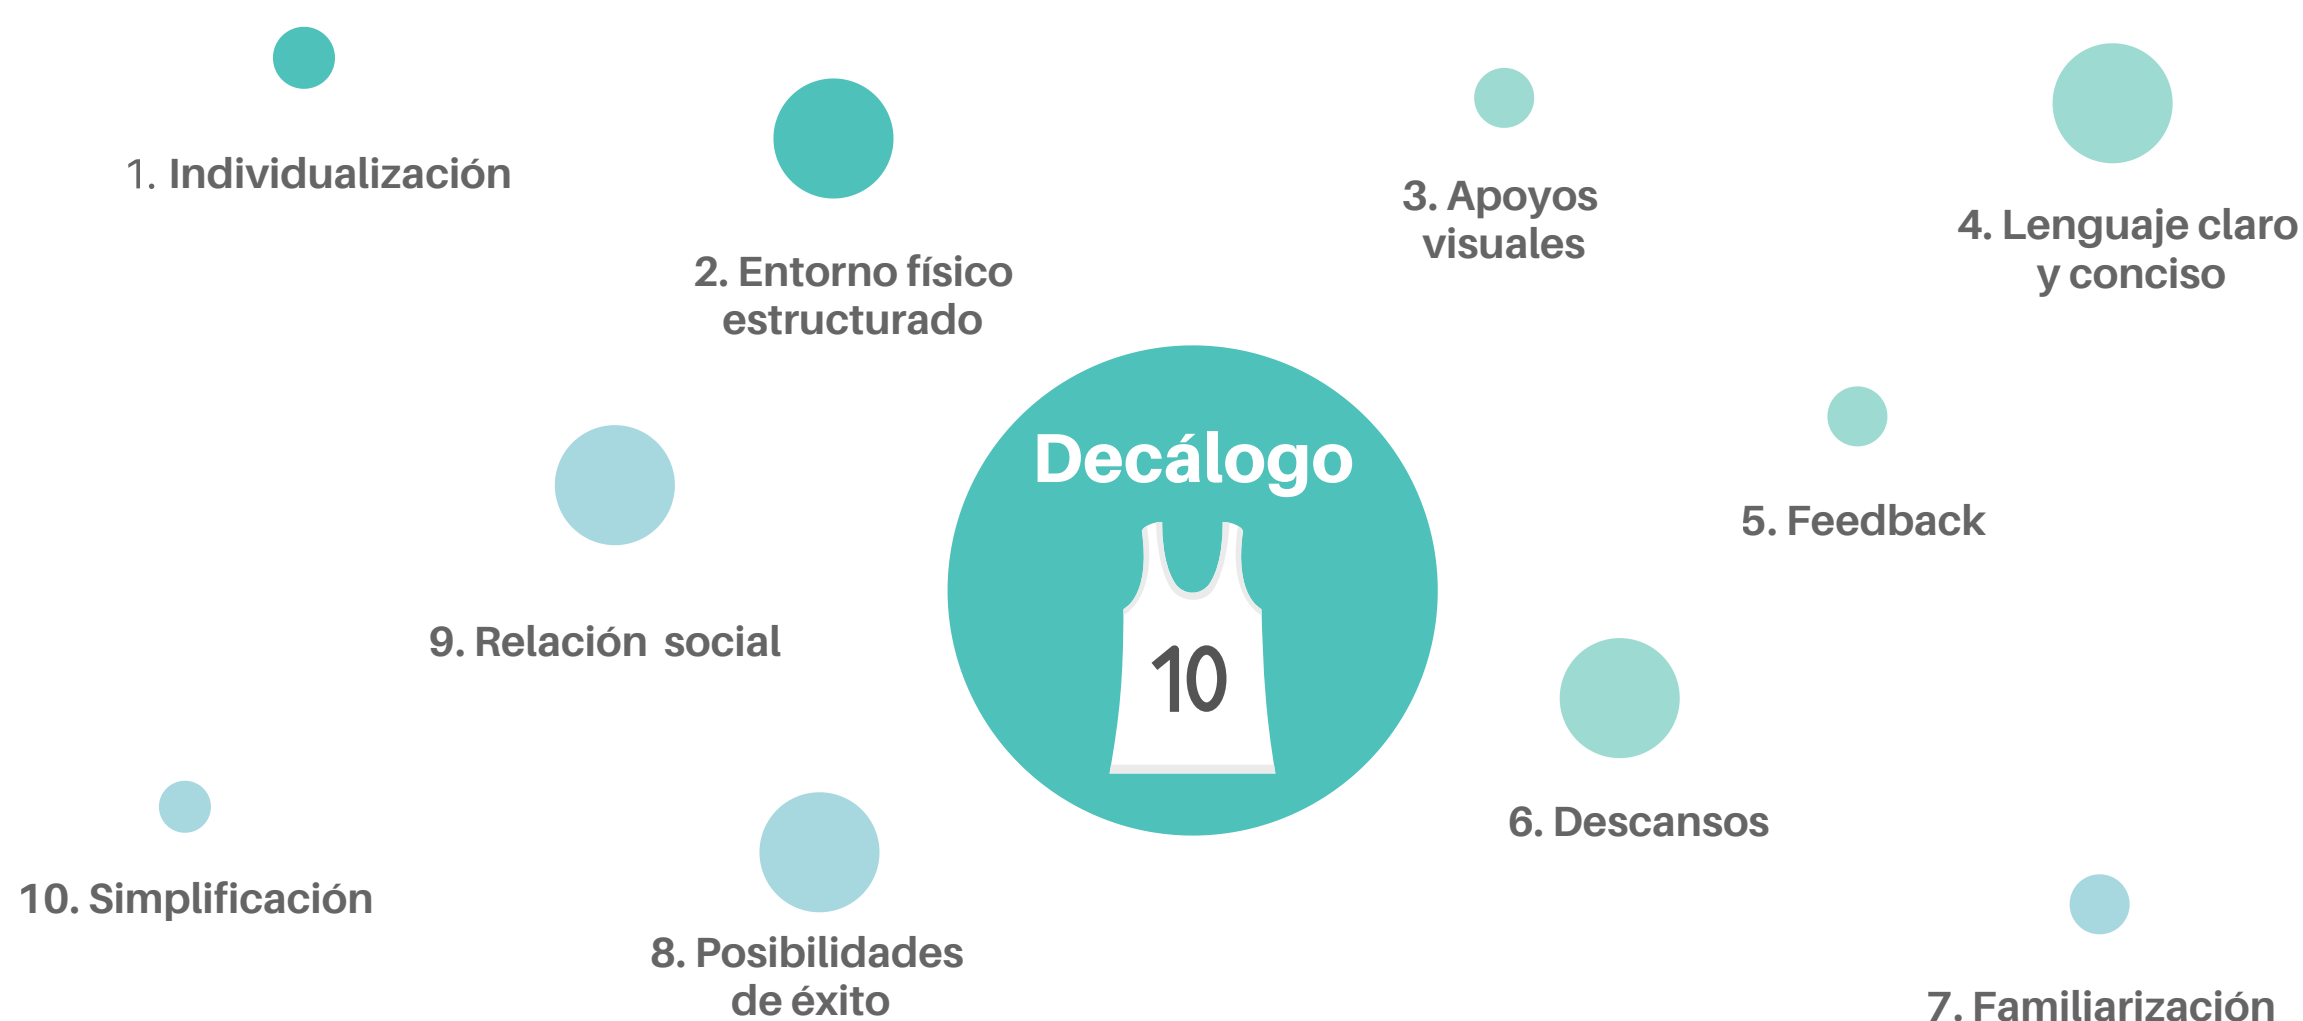 1. Individualización
2. Entorno físico
estructurado
3. Apoyos
visuales
4. Lenguaje claro
y conciso
Decálogo
10
5. Feedback
6. Descansos
7. Familiarización
8. Posibilidades
de éxito
9. Relación social
10. Simplificación